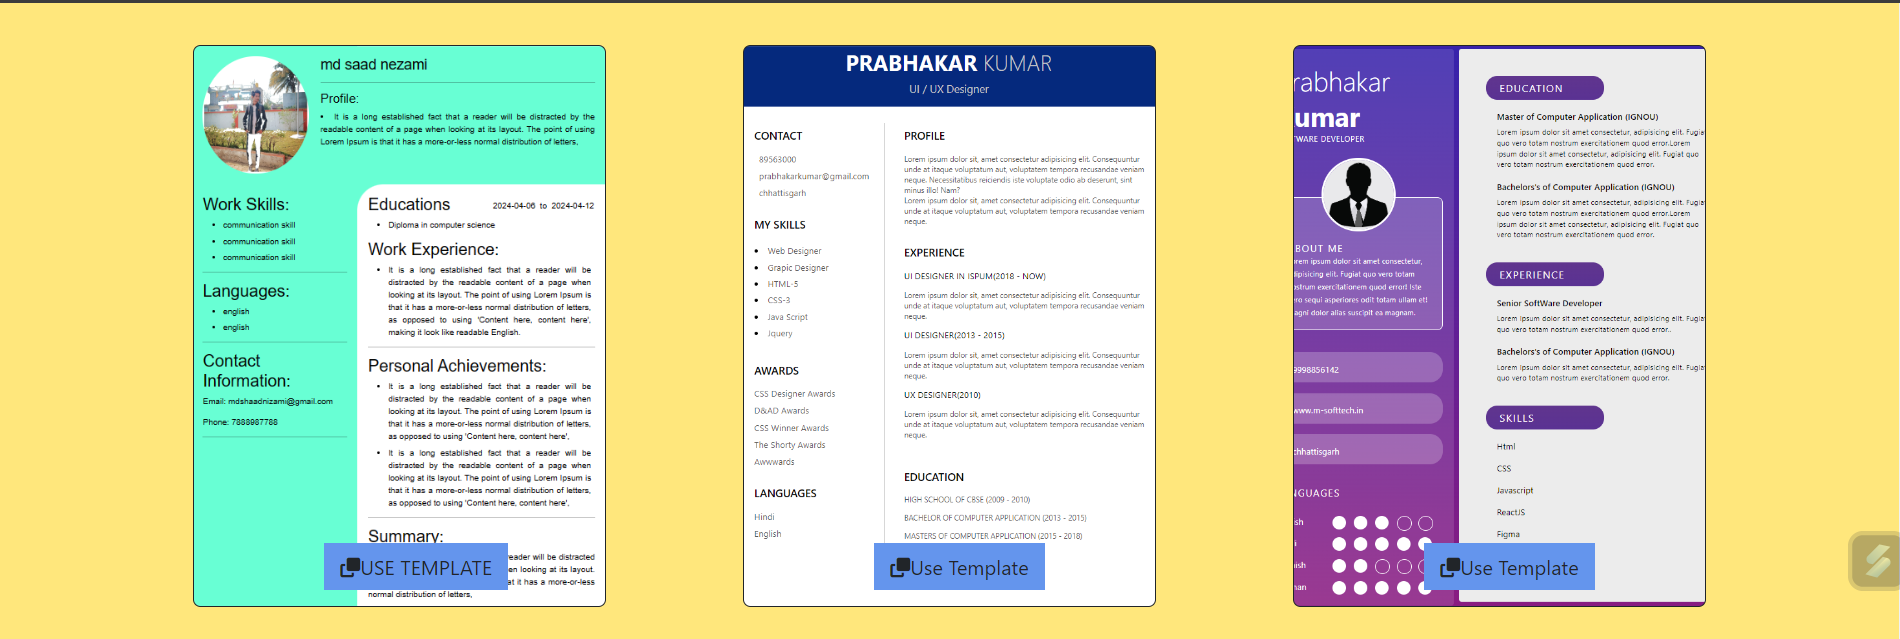 md saad nezami
Profile:
• It is a long established fact that a reader will be distracted by the
readable content of a page when looking at its layout. The point of using
Lorem Ipsum is that it has a more-or-less normal distribution of letters,
Work Skills:
• communication skill
• communication skill
• communication skill
Languages:
• english
• english
Contact
Information:
Email: mdshaadnizami@gmail.com
Phone: 7888987788
Educations 2024-04-06 to 2024-04-12
• Diploma in computer science
Work Experience:
• It is a long established fact that a reader will be
distracted by the readable content of a page when
looking at its layout. The point of using Lorem Ipsum is
that it has a more-or-less normal distribution of letters,
as opposed to using 'Content here, content here',
making it look like readable English.
Personal Achievements:
• It is a long established fact that a reader will be
distracted by the readable content of a page when
looking at its layout. The point of using Lorem Ipsum is
that it has a more-or-less normal distribution of letters,
as opposed to using 'Content here, content here',
• It is a long established fact that a reader will be
distracted by the readable content of a page when
looking at its layout. The point of using Lorem Ipsum is
that it has a more-or-less normal distribution of letters,
as opposed to using 'Content here, content here',
Summary:
reader will be distracted
en looking at its layout.
at it has a more-or-less
normal distribution of letters,
USE TEMPLATE
PRABHAKAR KUMAR
UI / UX Designer
CONTACT
89563000
prabhakarkumar@gmail.com
chhattisgarh
MY SKILLS
• Web Designer
• Grapic Designer
• HTML-5
• CSS-3
• Java Script
• Jquery
AWARDS
CSS Designer Awards
D&AD Awards
CSS Winner Awards
The Shorty Awards
Awwwards
LANGUAGES
Hindi
English
PROFILE
Lorem ipsum dolor sit, amet consectetur adipisicing elit. Consequuntur
unde at itaque voluptatum aut, voluptatem tempora recusandae veniam
neque. Necessitatibus reiciendis iste voluptate odio ab deserunt, sint
minus illo! Nam?
Lorem ipsum dolor sit, amet consectetur adipisicing elit. Consequuntur
unde at itaque voluptatum aut, voluptatem tempora recusandae veniam
neque.
EXPERIENCE
UI DESIGNER IN ISPUM(2018 - NOW)
Lorem ipsum dolor sit, amet consectetur adipisicing elit. Consequuntur
unde at itaque voluptatum aut, voluptatem tempora recusandae veniam
neque.
UI DESIGNER(2013 - 2015)
Lorem ipsum dolor sit, amet consectetur adipisicing elit. Consequuntur
unde at itaque voluptatum aut, voluptatem tempora recusandae veniam
neque.
UX DESIGNER(2010)
Lorem ipsum dolor sit, amet consectetur adipisicing elit. Consequuntur
unde at itaque voluptatum aut, voluptatem tempora recusandae veniam
neque.
EDUCATION
HIGH SCHOOL OF CBSE (2009 - 2010)
BACHELOR OF COMPUTER APPLICATION (2013 - 2015)
MASTERS OF COMPUTER APPLICATION (2015 - 2018)
Use Template
rabhakar
umar
TWARE DEVELOPER
BOUT ME
rem ipsum dolor sit amet consectetur,
dipisicing elit. Fugiat quo vero totam
nostrum exercitationem quod error! Iste
ro sequi asperiores odit totam ullam et!
agni dolor alias suscipit ea magnam.
9998856142
www.m-softtech.in
chhattisgarh
NGUAGES
sh
i
ish
man
EDUCATION
Master of Computer Application (IGNOU)
Lorem ipsum dolor sit amet consectetur, adipisicing elit. Fugia
quo vero totam nostrum exercitationem quod error.Lorem
ipsum dolor sit amet consectetur, adipisicing elit. Fugiat quo
vero totam nostrum exercitationem quod error.
Bachelors's of Computer Application (IGNOU)
Lorem ipsum dolor sit amet consectetur, adipisicing elit. Fugia
quo vero totam nostrum exercitationem quod error.Lorem
ipsum dolor sit amet consectetur, adipisicing elit. Fugiat quo
vero totam nostrum exercitationem quod error.
EXPERIENCE
Senior SoftWare Developer
Lorem ipsum dolor sit amet consectetur, adipisicing elit. Fugia
quo vero totam nostrum exercitationem quod error..
Bachelors's of Computer Application (IGNOU)
Lorem ipsum dolor sit amet consectetur, adipisicing elit. Fugia
quo vero totam nostrum exercitationem quod error.
SKILLS
Html
CSS
Javascript
ReactJS
Figma
Use Template